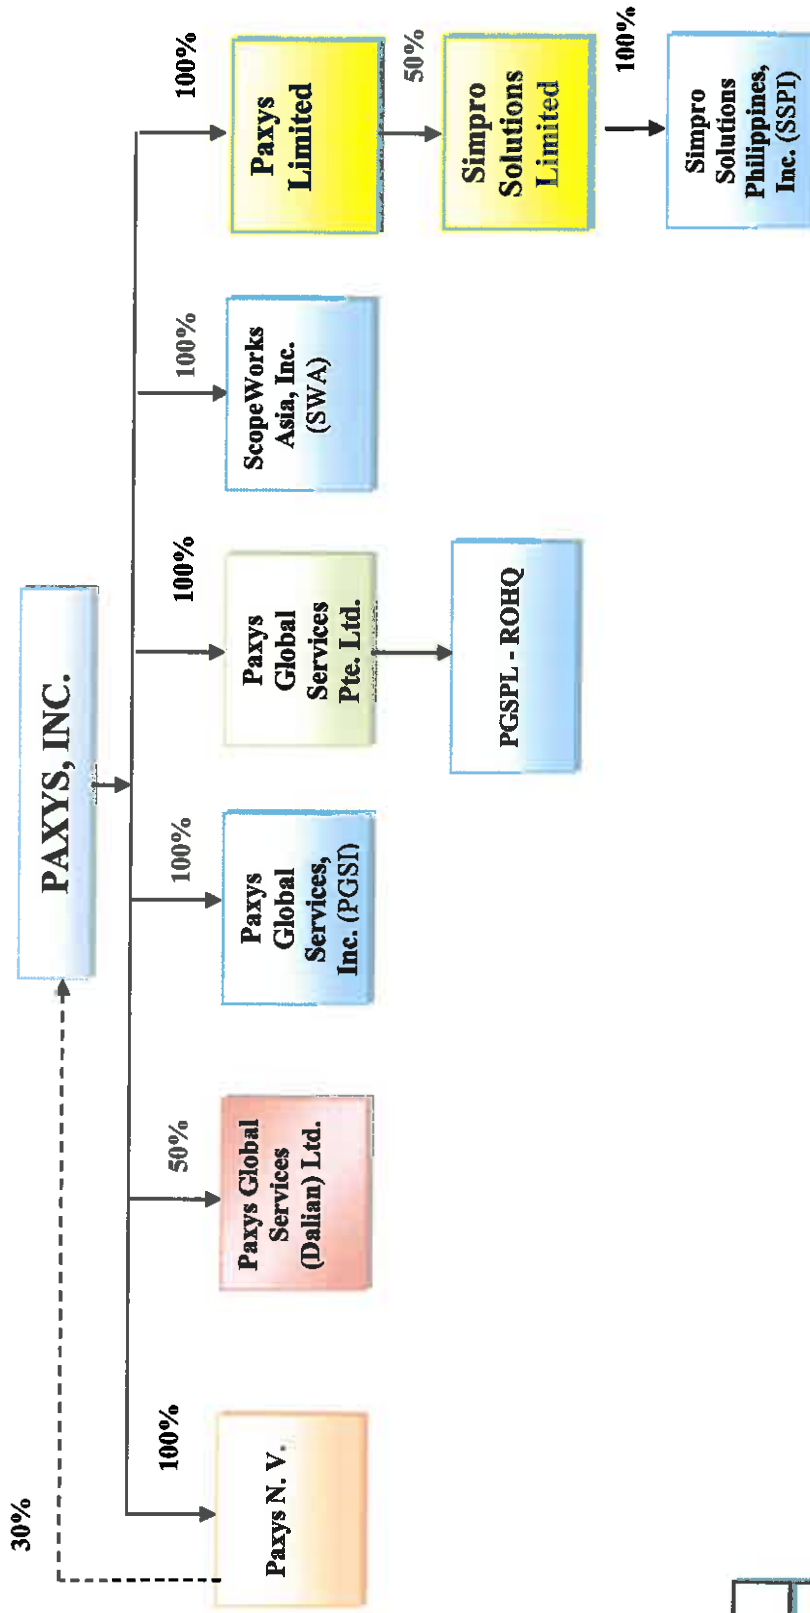 PAXYS, INC.
30%
100%
50%
100%
100%
100%
100%
Paxys N. V.
Paxys Global
Services
(Dalian) Ltd.
Paxys
Global
Services,
Inc. (PGSI)
Paxys
Global
Services
Pte. Ltd.
ScopeWorks
Asia, Inc.
(SWA)
Paxys
Limited
50%
PGSPL - ROHQ
Simpro
Solutions
Limited
100%
Simpro
Solutions
Philippines,
Inc. (SSPI)